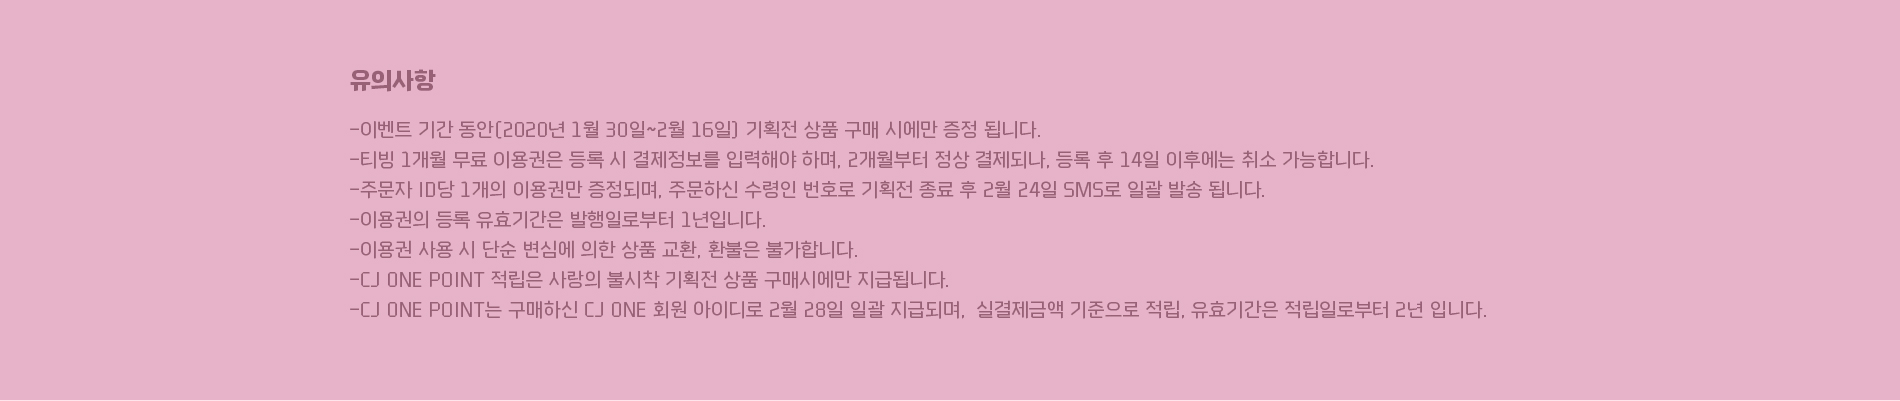 유의사항
-이벤트 기간 동안(2020년 1월 30일~2월 16일) 기획전 상품 구매 시에만 증정 됩니다.
-티빙 1개월 무료 이용권은 등록 시 결제정보를 입력해야 하며, 2개월부터 정상 결제되나, 등록 후 14일 이후에는 취소 가능합니다.
-주문자 ID당 1개의 이용권만 증정되며, 주문하신 수령인 번호로 기획전 종료 후 2월 24일 SMS로 일괄 발송 됩니다.
-이용권의 등록 유효기간은 발행일로부터 1년입니다.
-이용권 사용 시 단순 변심에 의한 상품 교환, 환불은 불가합니다.
-CJ ONE POINT 적립은 사랑의 불시착 기획전 상품 구매시에만 지급됩니다.
-CJ ONE POINT는 구매하신 CJ ONE 회원 아이디로 2월 28일 일괄 지급되며,  실결제금액 기준으로 적립, 유효기간은 적립일로부터 2년 입니다.